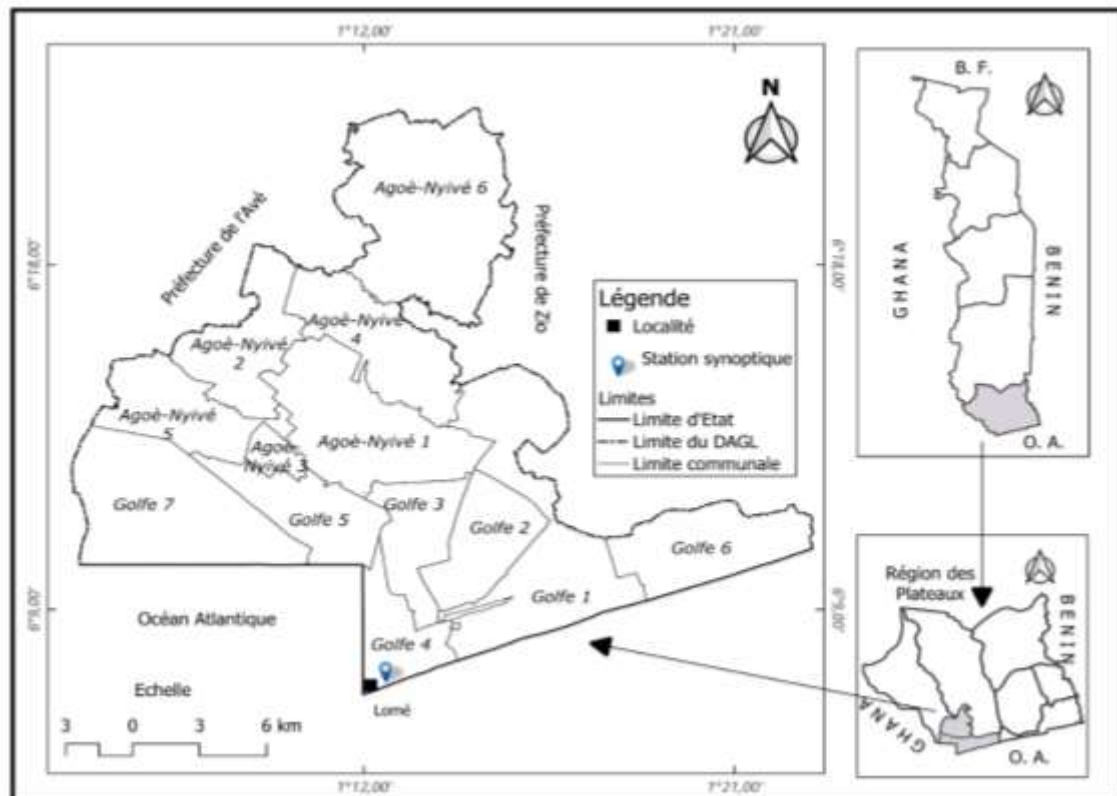 1°12,00'
1°21,00'
N
Agoè-Nyivé 6
Préfecture de l'Avé
Préfecture de Zio
6°18,00'
6°18,00'
Agoè-Nyivé
4
Agoè-Nyivé
2
Agoè-Nyivé
5
Agoè-Nyivé 1
Agoè-
Nyivé 3
Golfe 7
Golfe 5
Golfe 3
Golfe 2
Golfe 6
Golfe 1
Golfe 4
6°9,00'
6°9,00'
Océan Atlantique
Lomé
Echelle
3 0 3 6 km
1°12,00'
1°21,00'
Légende
Localité
Station synoptique
Limites
Limite d'Etat
Limite du DAGL
Limite communale
B. F.
GHANA
BENIN
O. A.
Région des
Plateaux
BENIN
GHANA
O. A.